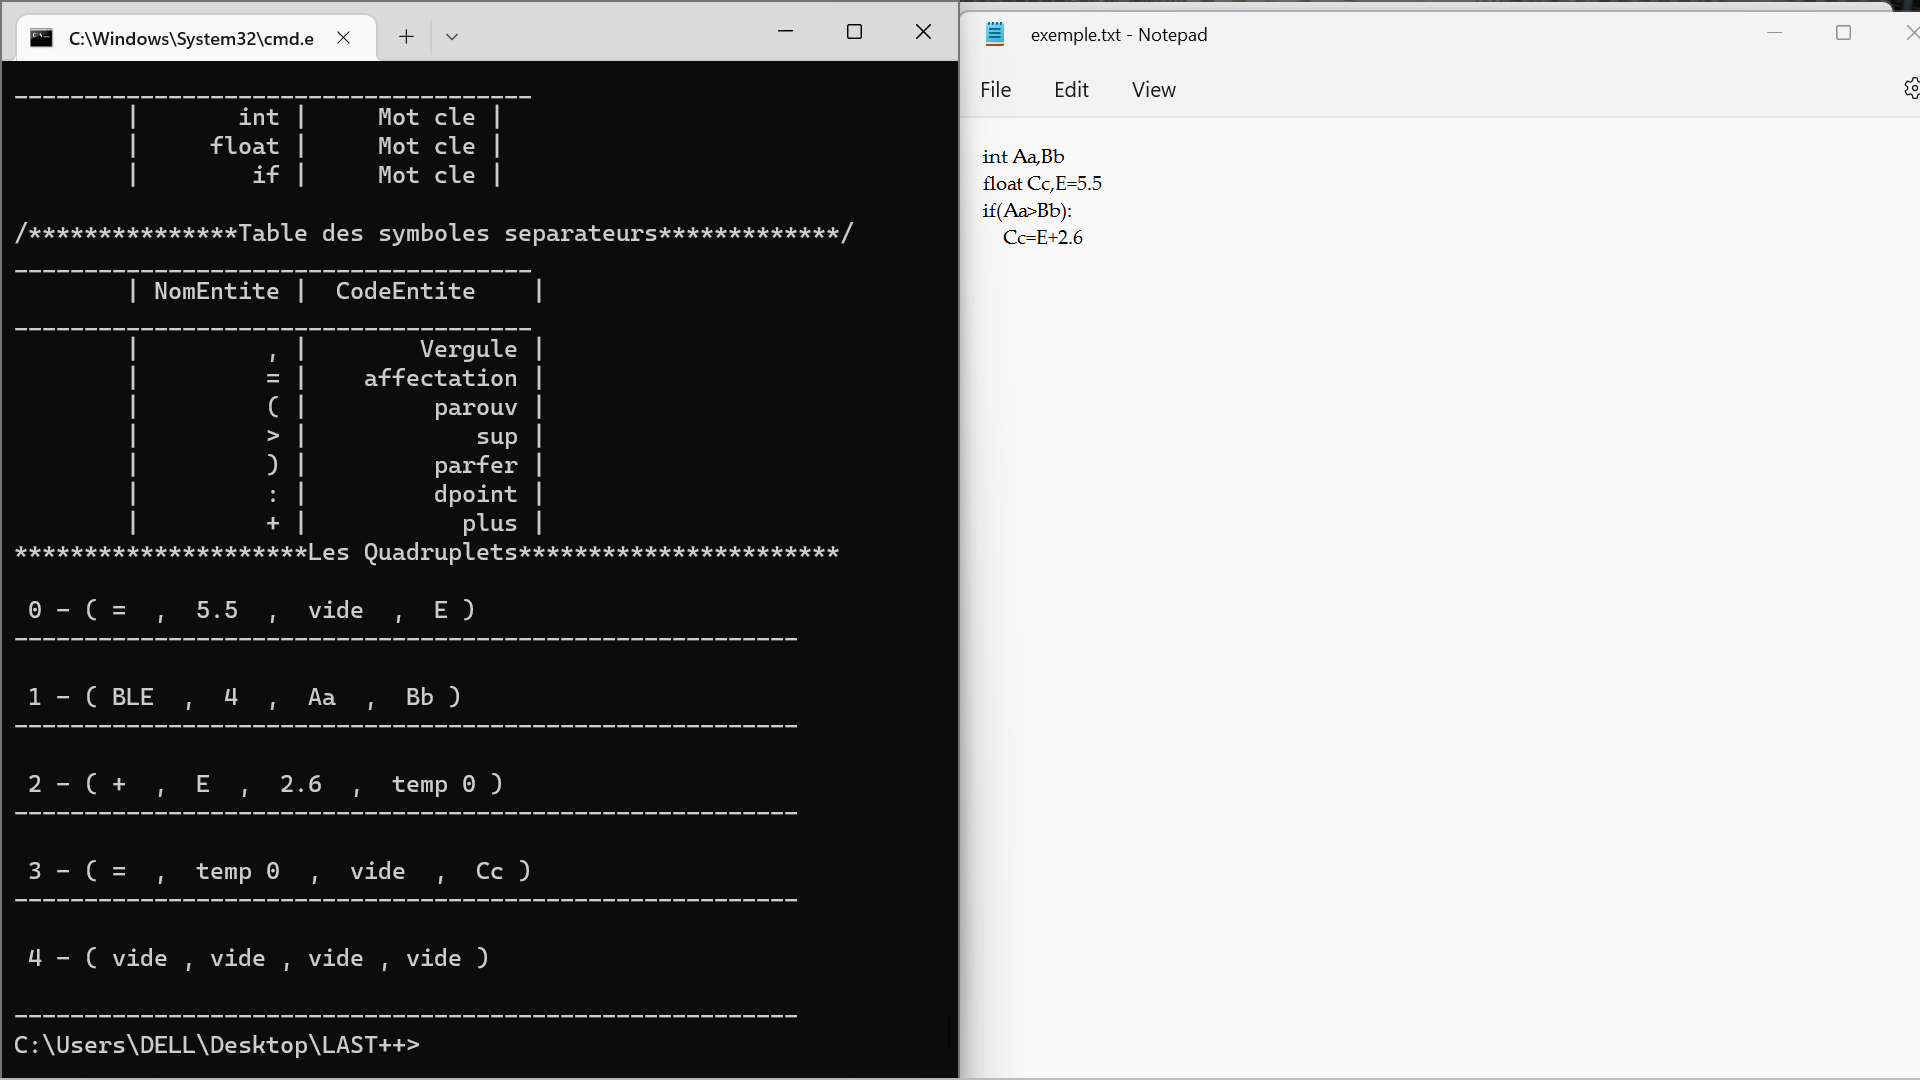 C:\Windows\System32\cmd.e
____________________________________
| int | Mot cle |
| float | Mot cle |
| if | Mot cle |
/***************Table des symboles separateurs*************/
_____________________________________
| NomEntite | CodeEntite |
_____________________________________
| , | Vergule |
| = | affectation |
| ( | parouv |
| > | sup |
| ) | parfer |
| : | dpoint |
| + | plus |
*********************Les Quadruplets***********************
0 - ( = , 5.5 , vide , E )
--------------------------------------------------------
1 - ( BLE , 4 , Aa , Bb )
--------------------------------------------------------
2 - ( + , E , 2.6 , temp 0 )
--------------------------------------------------------
3 - ( = , temp 0 , vide , Cc )
--------------------------------------------------------
4 - ( vide , vide , vide , vide )
--------------------------------------------------------
C:\Users\DELL\Desktop\LAST++>
exemple.txt - Notepad
File Edit View
int Aa,Bb
float Cc,E=5.5
if(Aa>Bb):
Cc=E+2.6